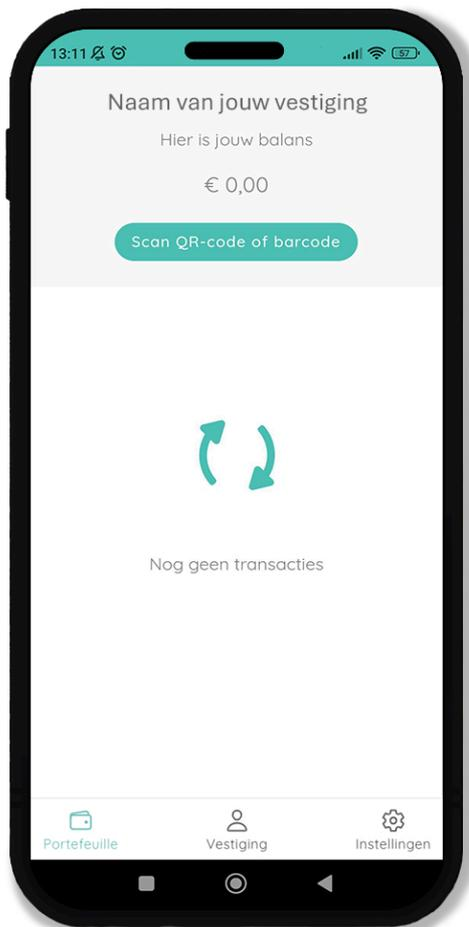 13:11
57
Naam van jouw vestiging
Hier is jouw balans
€ 0,00
Scan QR-code of barcode
Nog geen transacties
Portefeuille
Vestiging
Instellingen